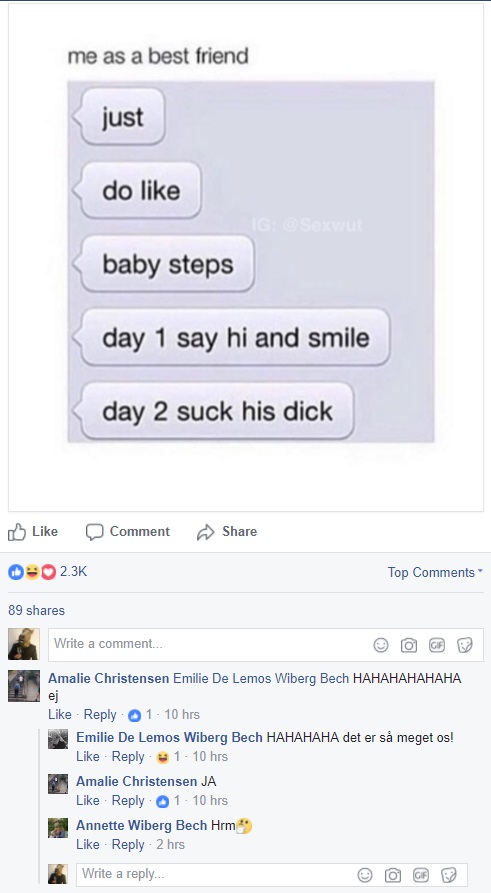 me as a best friend
just
do like
IG: @Sexwut
baby steps
day 1 say hi and smile
day 2 suck his dick
Like Comment Share
2.3K Top Comments
89 shares
Write a comment... GIF
Amalie Christensen Emilie De Lemos Wiberg Bech HAHAHAHAHAHA
ej
Like · Reply · 1 · 10 hrs
Emilie De Lemos Wiberg Bech HAHAHAHA det er så meget os!
Like · Reply · 1 · 10 hrs
Amalie Christensen JA
Like · Reply · 1 · 10 hrs
Annette Wiberg Bech Hrm🤔
Like · Reply · 2 hrs
Write a reply... GIF